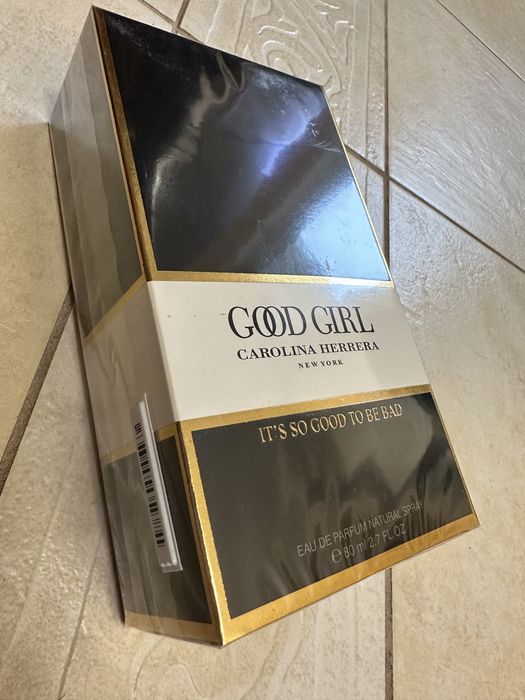 GOOD GIRL
CAROLINA HERRERA
NEW YORK
IT'S SO GOOD TO BE BAD
EAU DE PARFUM NATURAL SPRAY
℮ 80 ml 2.7 FL.OZ